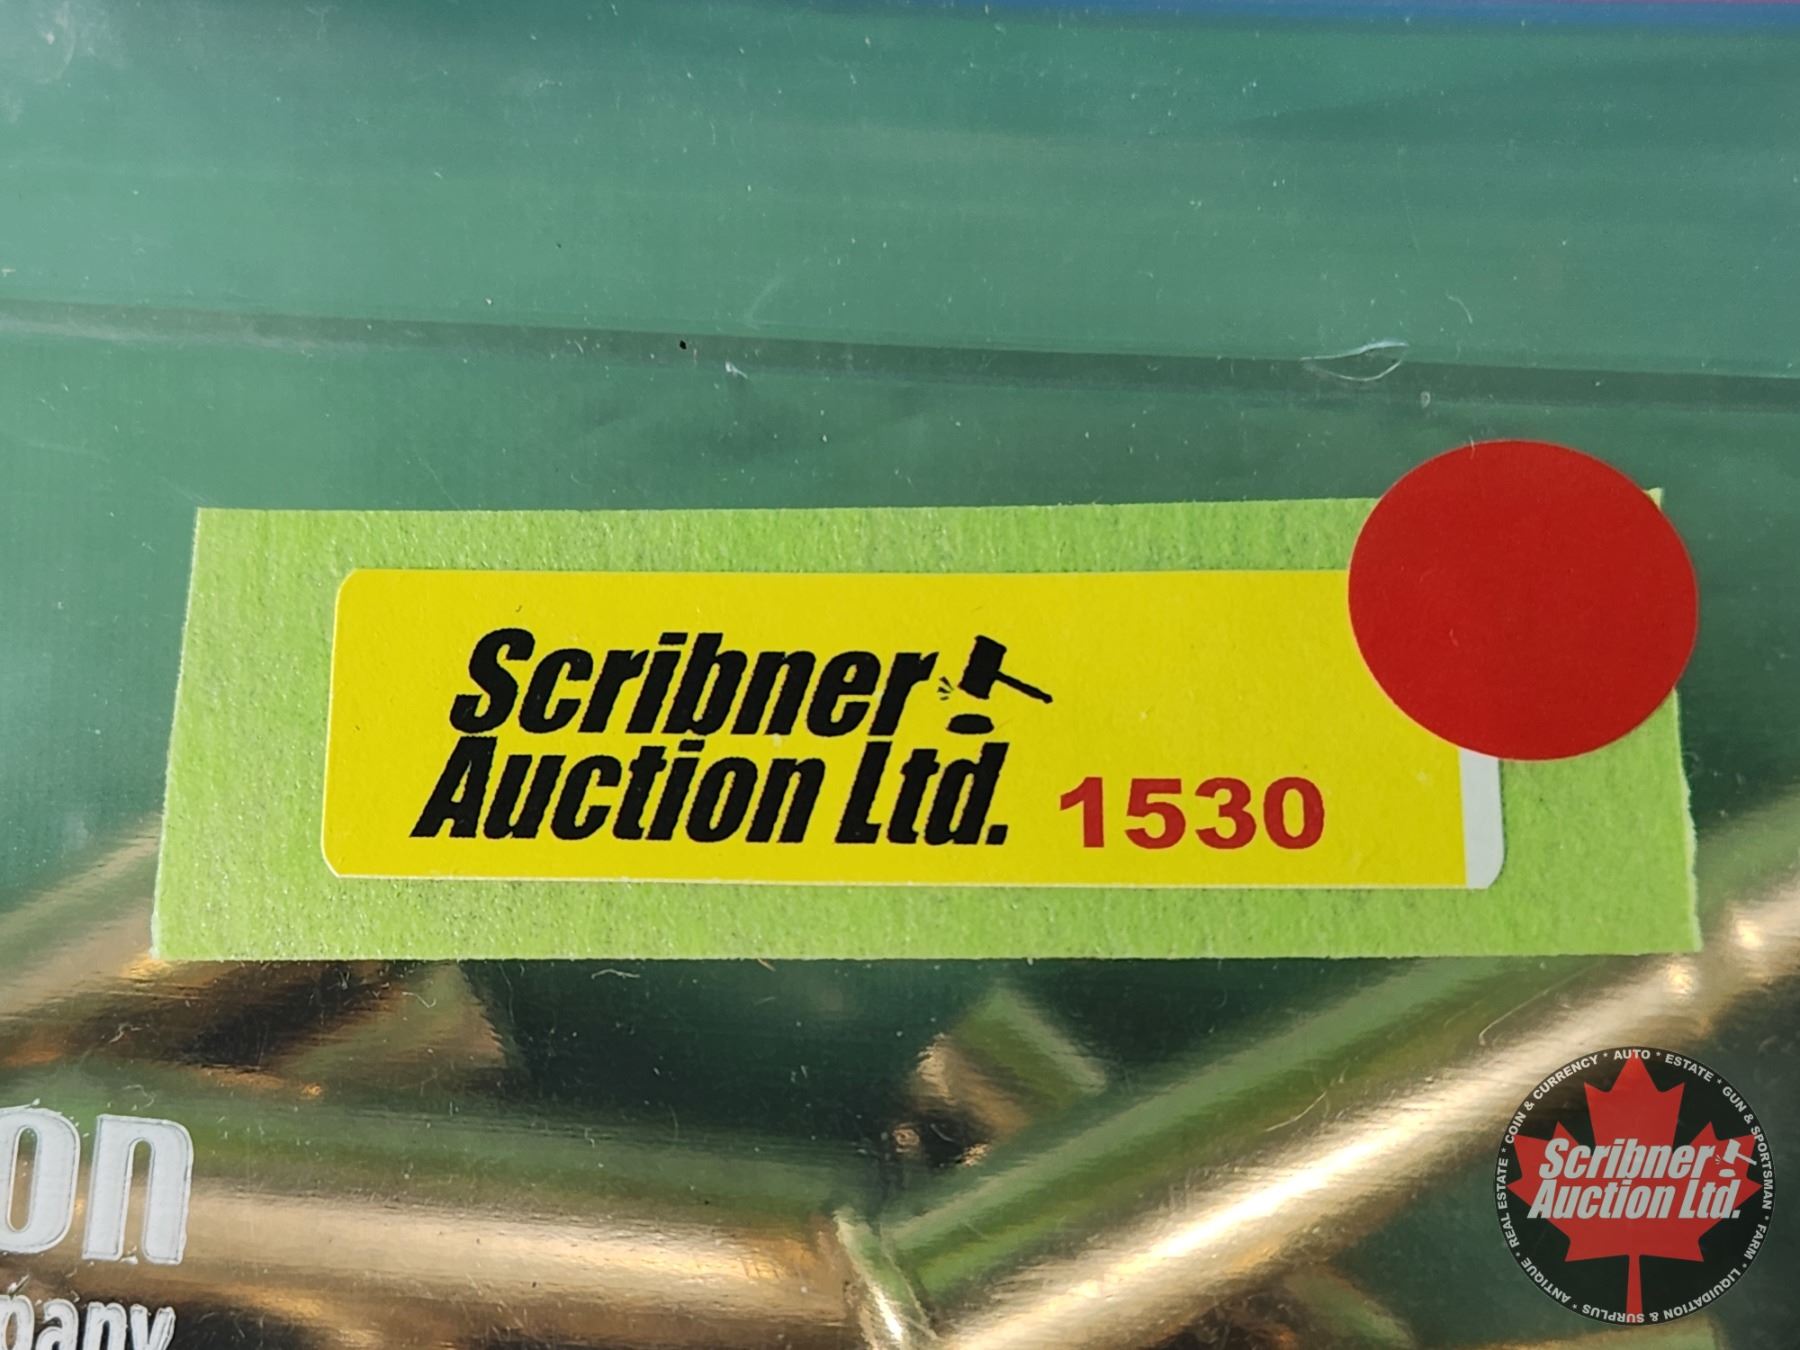 Scribner
Auction Ltd. 1530
on
pany
COIN & CURRENCY * AUTO * ESTATE * GUN & SPORTSMAN * FARM * LIQUIDATION & SURPLUS * ANTIQUE * REAL ESTATE *
Scribner
Auction Ltd.